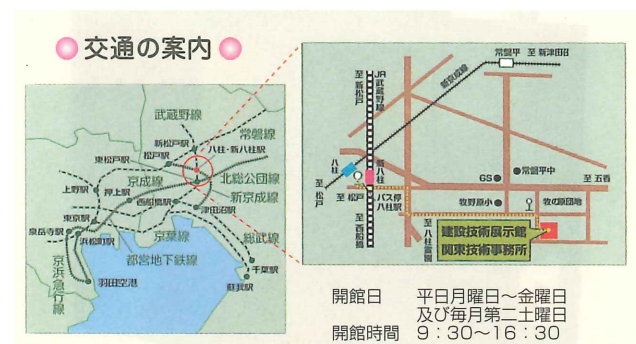 交通の案内
武蔵野線
常磐線
新松戸駅
松戸駅
八柱・新八柱駅
東松戸駅
北総公団線
京成線
新京成線
上野駅
押上駅
西船橋駅
津田沼駅
東京駅
泉岳寺駅
浜松町駅
京葉線
総武線
都営地下鉄線
千葉駅
蘇我駅
京浜急行線
羽田空港
常盤平
至 新津田沼
JR武蔵野線
至 新松戸
新京成線
八柱
新八柱
至 松戸
至 松戸
バス停
八柱駅
GS
常盤平中
至 五香
牧野原小
牧の原団地
至 西船橋
至 八柱霊園
建設技術展示館
関東技術事務所
開館日 平日月曜日～金曜日
及び毎月第二土曜日
開館時間 9：30～16：30